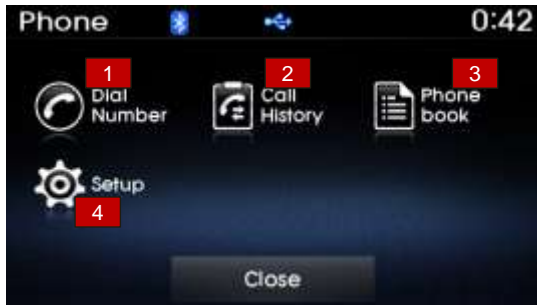 Phone 0:42
1 2 3
Dial Number
Call History
Phone book
Setup
4
Close